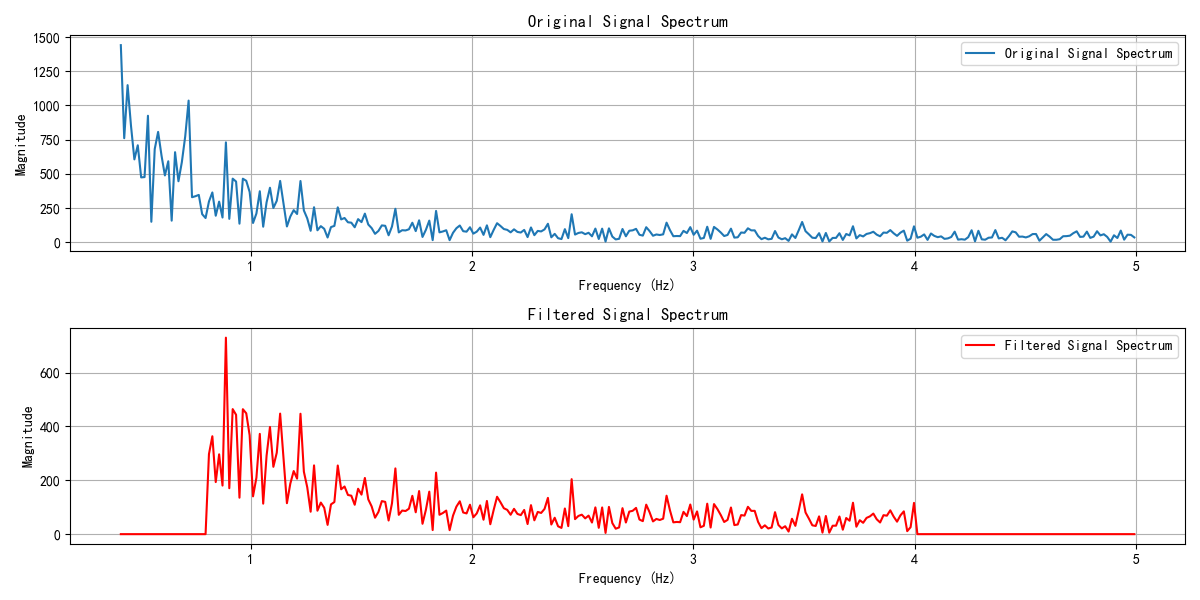 Original Signal Spectrum
1500
1250
1000
750
500
250
0
Magnitude
Original Signal Spectrum
1 2 3 4 5
Frequency (Hz)
Filtered Signal Spectrum
600
400
200
0
Magnitude
Filtered Signal Spectrum
1 2 3 4 5
Frequency (Hz)